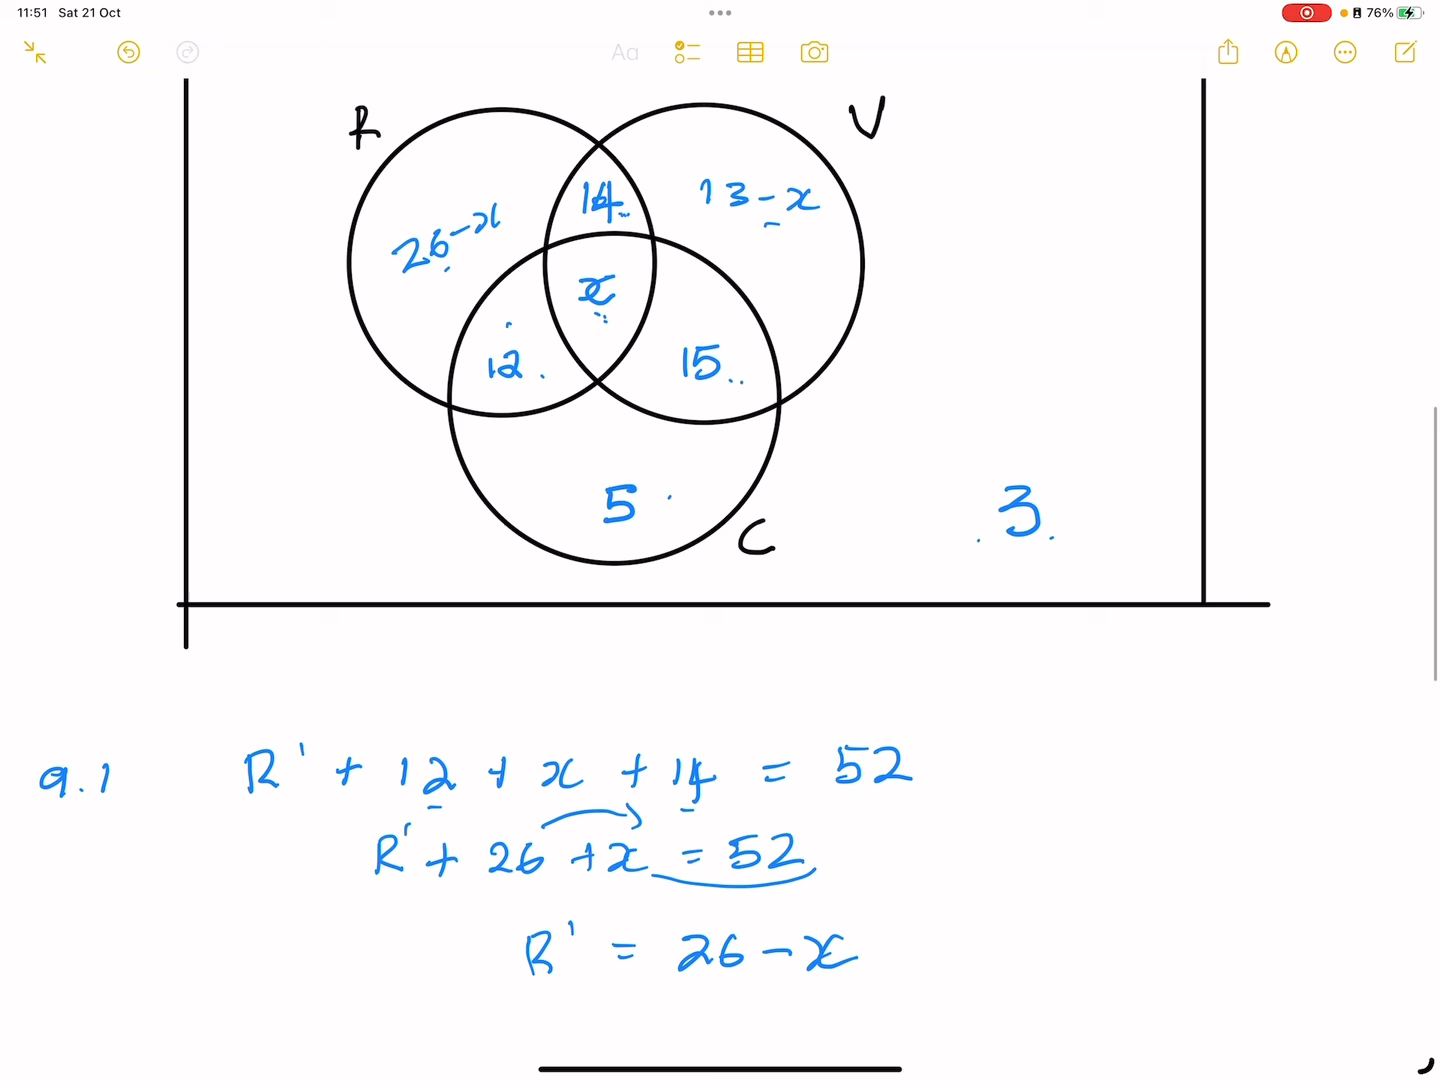 11:51 Sat 21 Oct
76%
Aa
R
V
14
13 - x
26 - x
x
12
15
5
3
C
9.1 R' + 12 + x + 14 = 52
R' + 26 + x = 52
R' = 26 - x